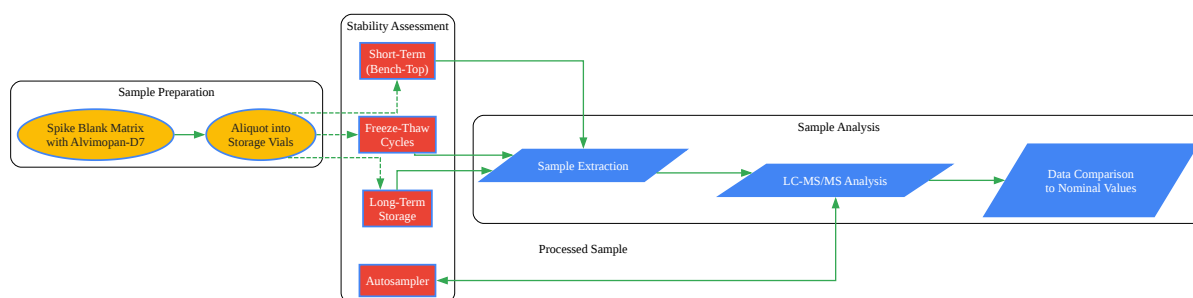 Sample Preparation
Spike Blank Matrix
with Alvimopan-D7
Aliquot into
Storage Vials
Stability Assessment
Short-Term
(Bench-Top)
Freeze-Thaw
Cycles
Long-Term
Storage
Autosampler
Sample Analysis
Sample Extraction
LC-MS/MS Analysis
Data Comparison
to Nominal Values
Processed Sample